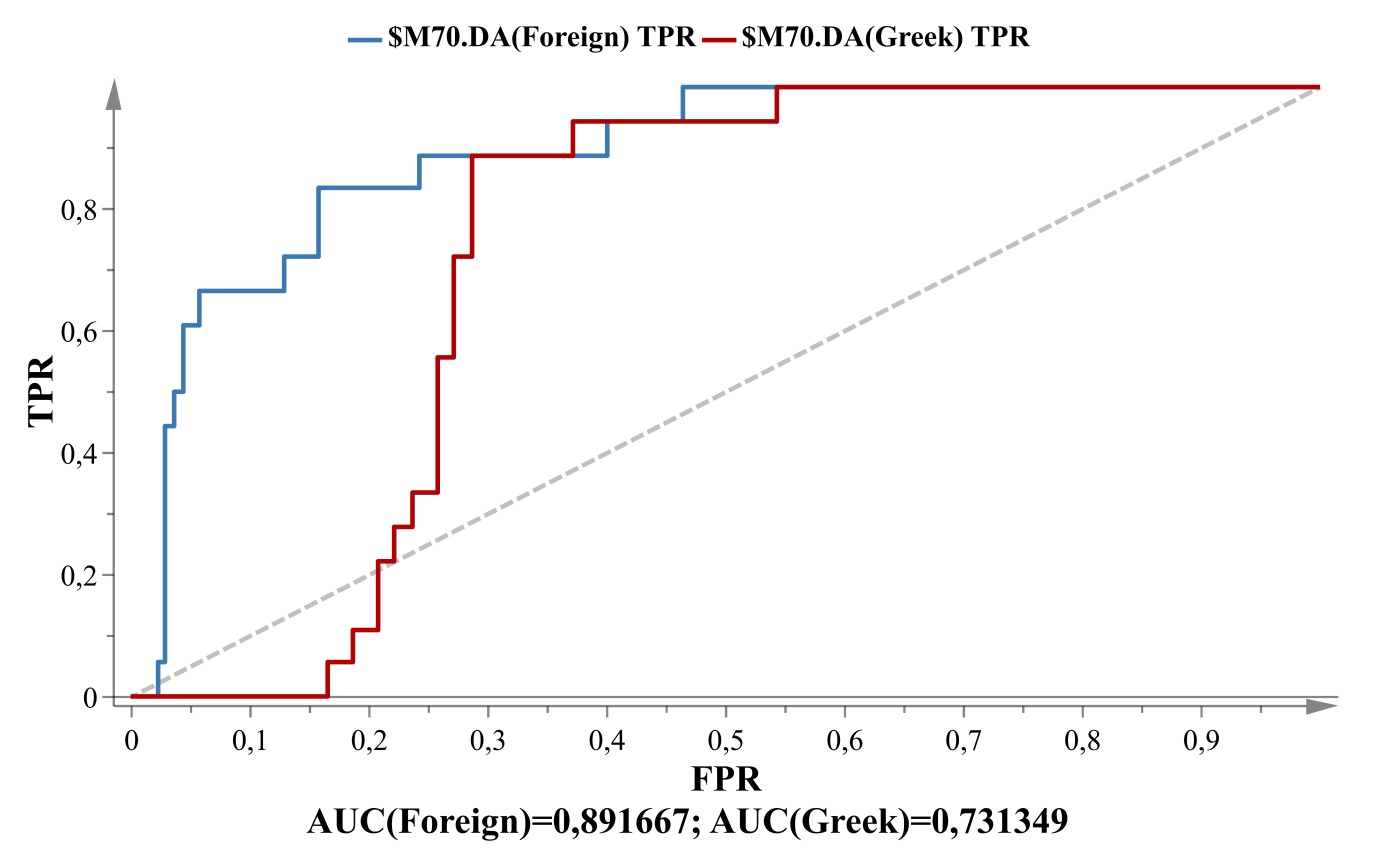 $M70.DA(Foreign) TPR $M70.DA(Greek) TPR
TPR
0,8
0,6
0,4
0,2
0
0 0,1 0,2 0,3 0,4 0,5 0,6 0,7 0,8 0,9
FPR
AUC(Foreign)=0,891667; AUC(Greek)=0,731349